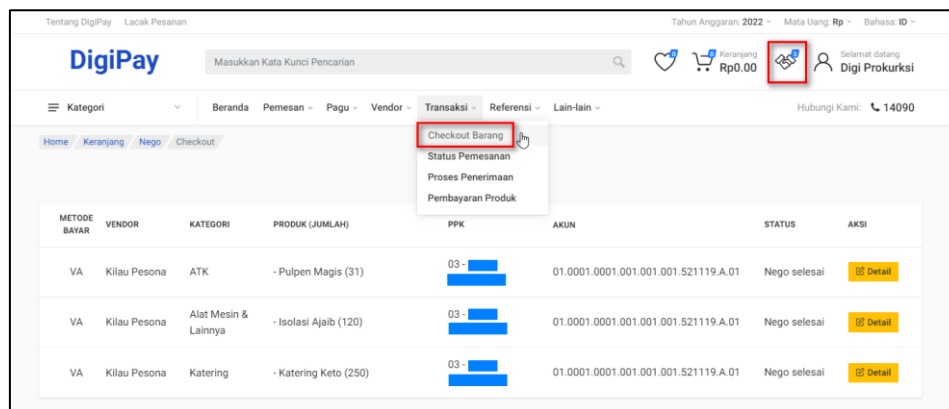 Tentang DigiPay Lacak Pesanan Tahun Anggaran: 2022 Mata Uang: Rp Bahasa: ID
DigiPay Masukkan Kata Kunci Pencarian Keranjang Rp0.00 Selamat datang Digi Prokurksi
Kategori Beranda Pemesan Pagu Vendor Transaksi Referensi Lain-lain Hubungi Kami: 14090
Home / Keranjang / Nego / Checkout
Checkout Barang
Status Pemesanan
Proses Penerimaan
Pembayaran Produk
METODE BAYAR VENDOR KATEGORI PRODUK (JUMLAH) PPK AKUN STATUS AKSI
VA Kilau Pesona ATK - Pulpen Magis (31) 03 - 01.0001.0001.001.001.001.521119.A.01 Nego selesai Detail
VA Kilau Pesona Alat Mesin & Lainnya - Isolasi Ajaib (120) 03 - 01.0001.0001.001.001.001.521119.A.01 Nego selesai Detail
VA Kilau Pesona Katering - Katering Keto (250) 03 - 01.0001.0001.001.001.001.521119.A.01 Nego selesai Detail